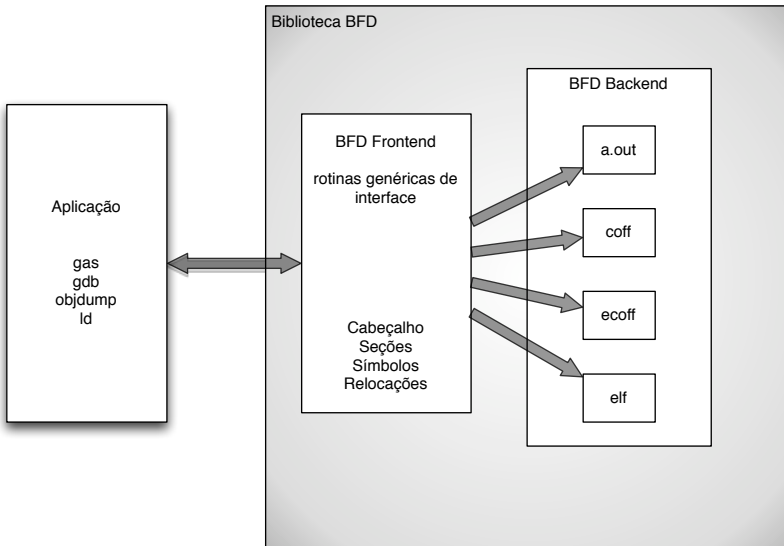 Biblioteca BFD
Aplicação
gas
gdb
objdump
ld
BFD Frontend
rotinas genéricas de
interface
Cabeçalho
Seções
Símbolos
Relocações
BFD Backend
a.out
coff
ecoff
elf